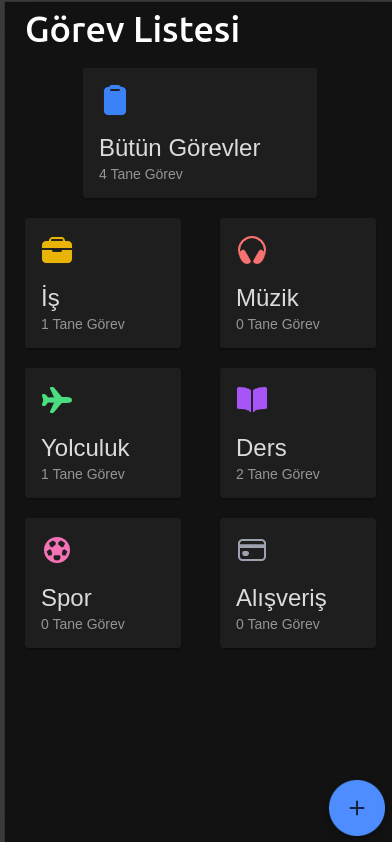 Görev Listesi
Bütün Görevler
4 Tane Görev
İş
1 Tane Görev
Müzik
0 Tane Görev
Yolculuk
1 Tane Görev
Ders
2 Tane Görev
Spor
0 Tane Görev
Alışveriş
0 Tane Görev